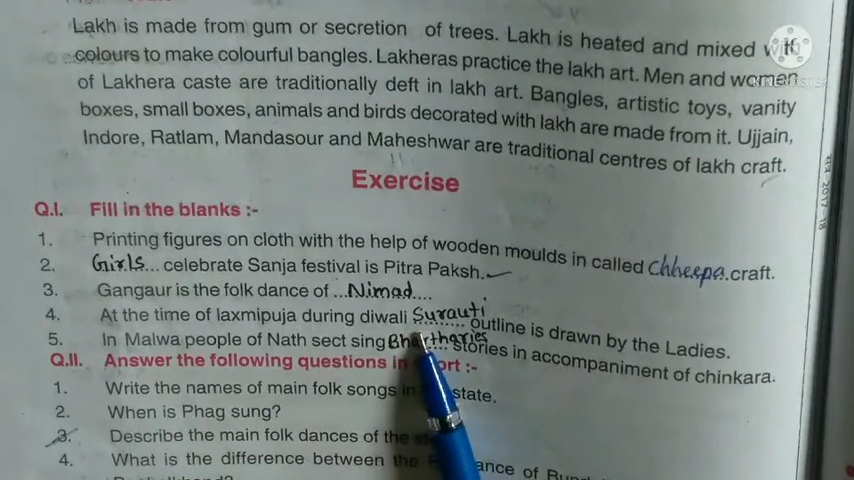 Lakh is made from gum or secretion of trees. Lakh is heated and mixed with
colours to make colourful bangles. Lakheras practice the lakh art. Men and women
of Lakhera caste are traditionally deft in lakh art. Bangles, artistic toys, vanity
boxes, small boxes, animals and birds decorated with lakh are made from it. Ujjain,
Indore, Ratlam, Mandasour and Maheshwar are traditional centres of lakh craft.
Exercise
Q.I. Fill in the blanks :-
1. Printing figures on cloth with the help of wooden moulds in called Chheepa craft.
2. Girls... celebrate Sanja festival is Pitra Paksh.
3. Gangaur is the folk dance of ...Nimad....
4. At the time of laxmipuja during diwali Surauti outline is drawn by the Ladies.
5. In Malwa people of Nath sect sing Bhartharies stories in accompaniment of chinkara.
Q.II. Answer the following questions in short :-
1. Write the names of main folk songs in state.
2. When is Phag sung?
3. Describe the main folk dances of the
4. What is the difference between the dance of
सत्र-2017-18